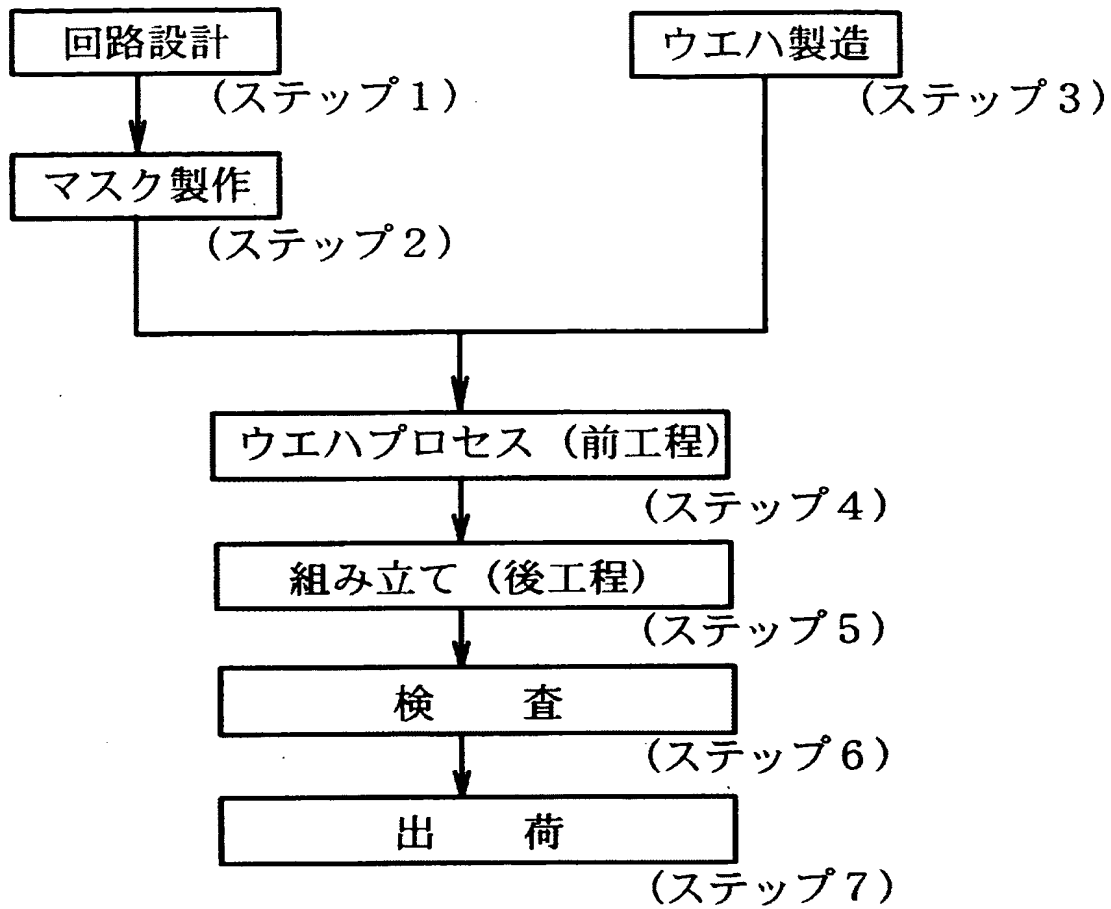 回路設計
(ステップ1)
マスク製作
(ステップ2)
ウエハ製造
(ステップ3)
ウエハプロセス (前工程)
(ステップ4)
組み立て (後工程)
(ステップ5)
検　査
(ステップ6)
出　荷
(ステップ7)